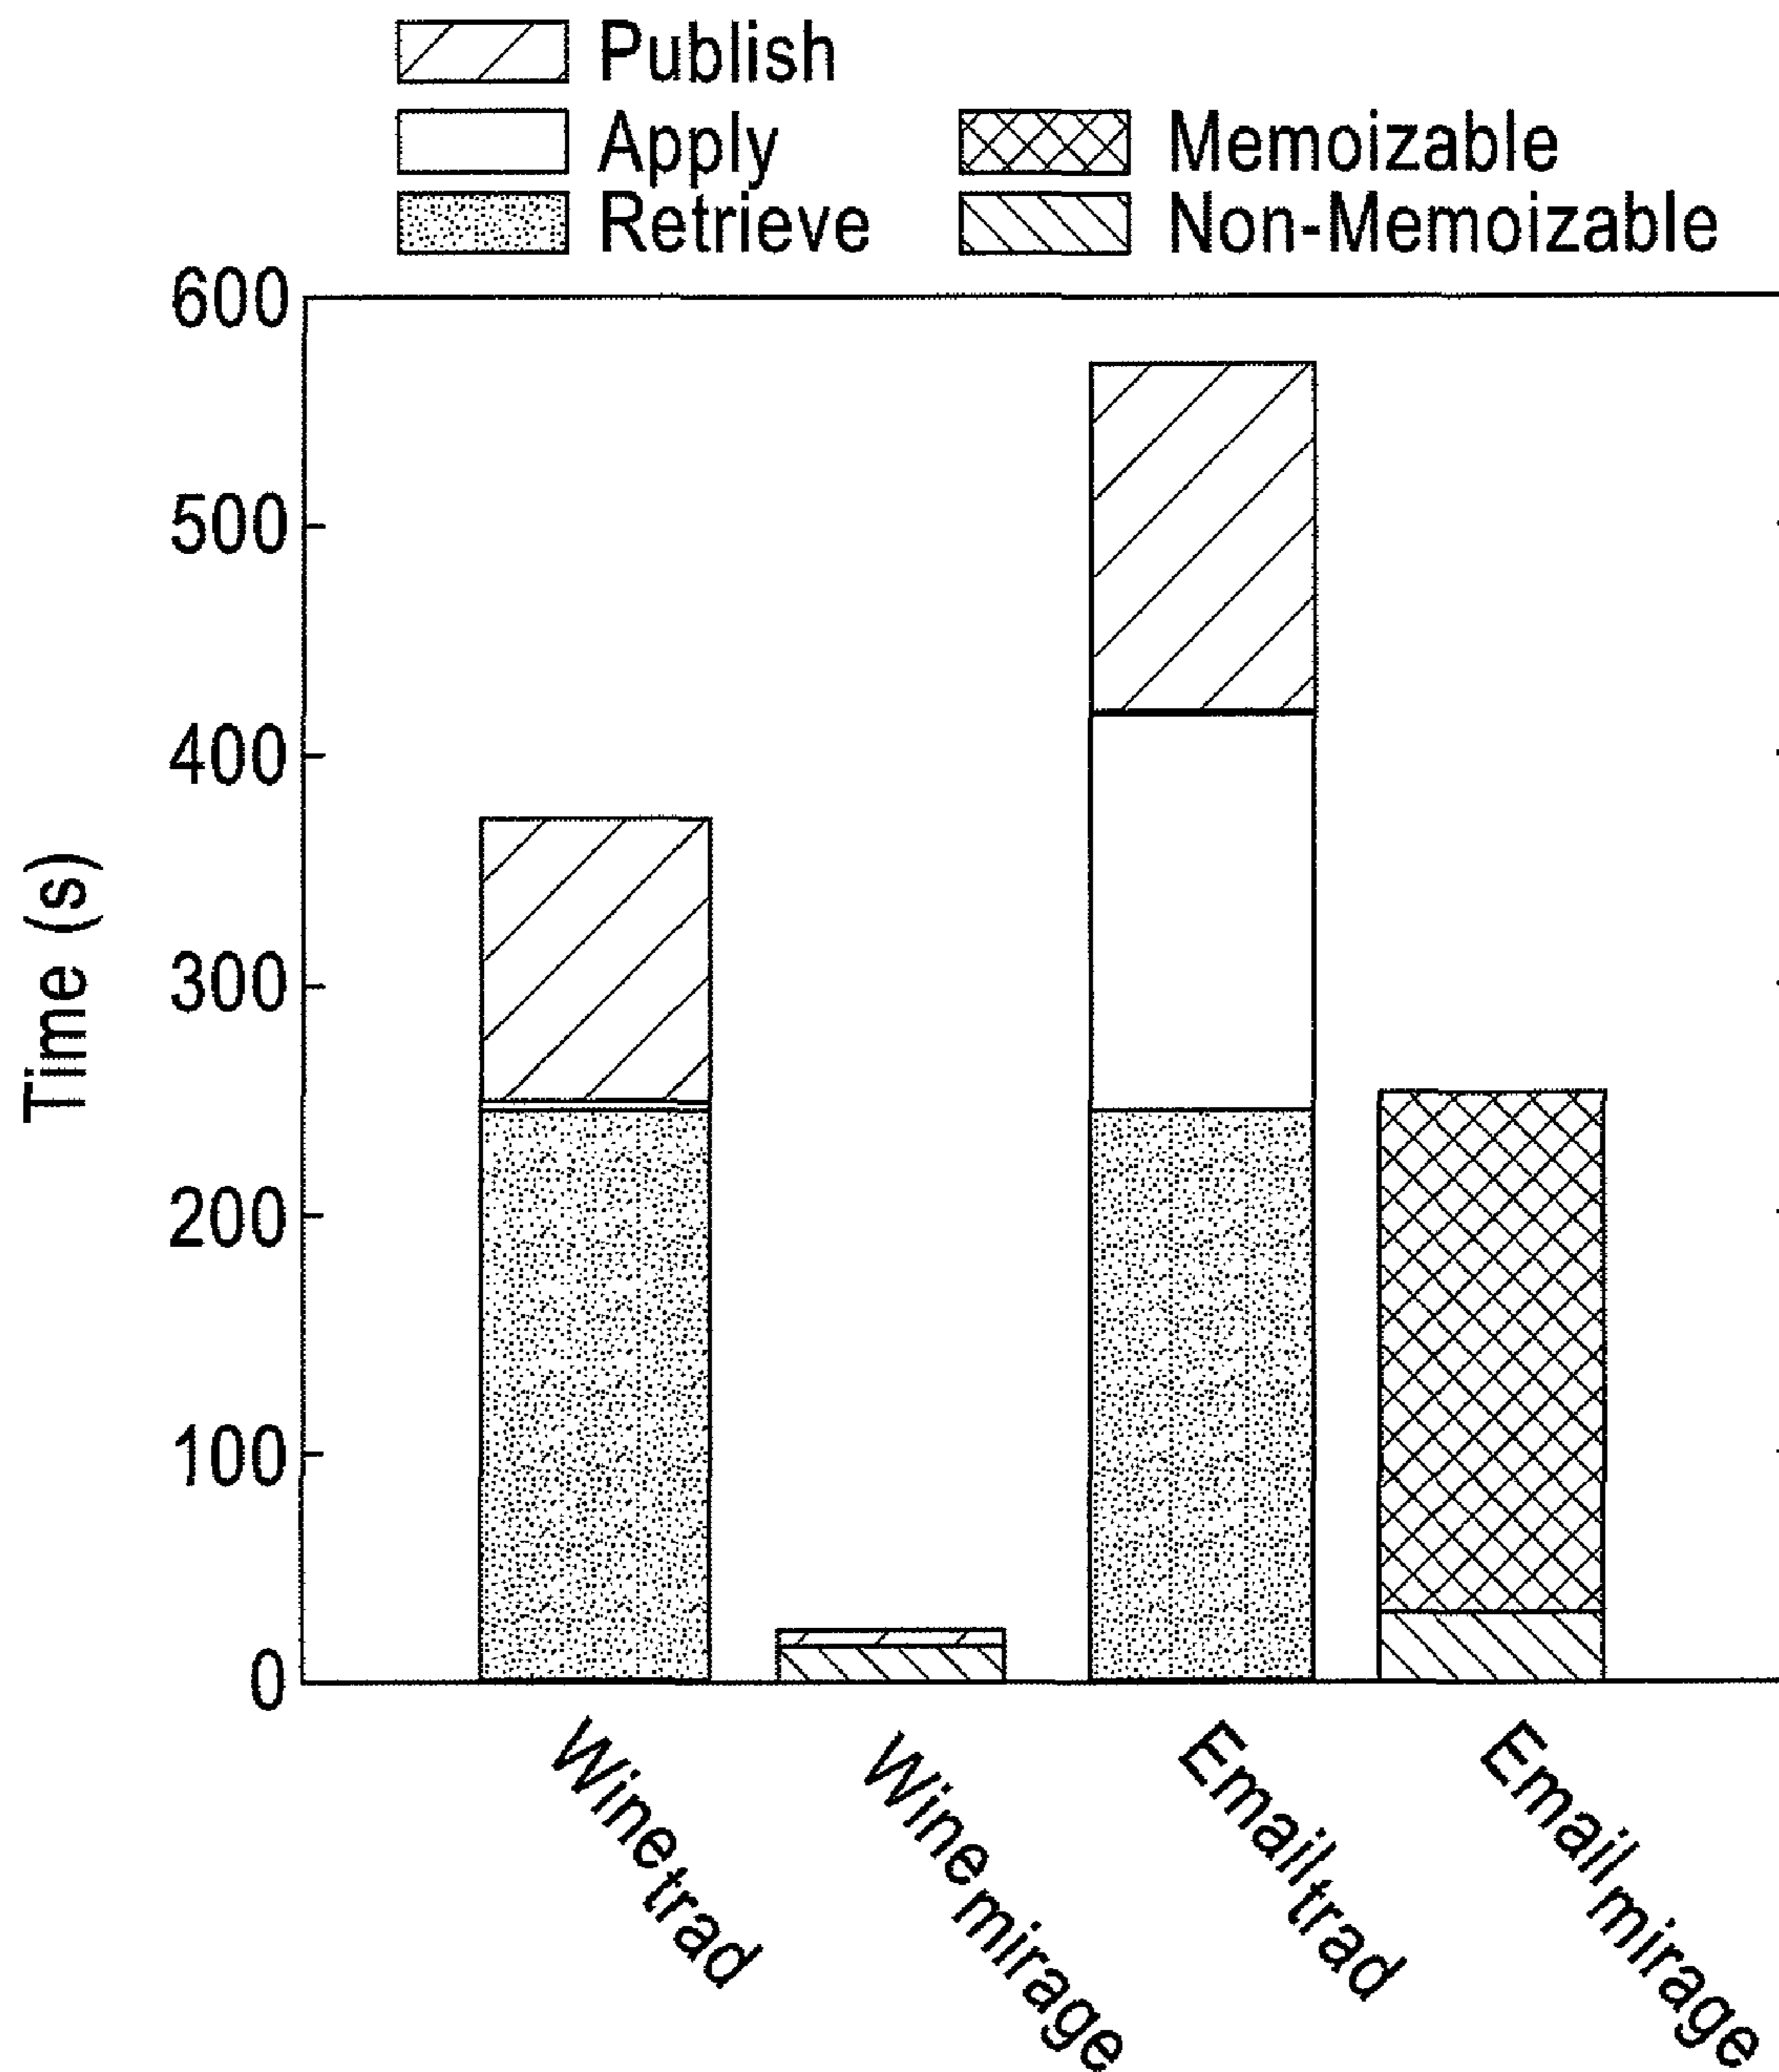 Publish
Apply
Memoizable
Retrieve
Non-Memoizable
600
500
400
300
200
100
0
Time (s)
Wine trad
Wine mirage
Email trad
Email mirage